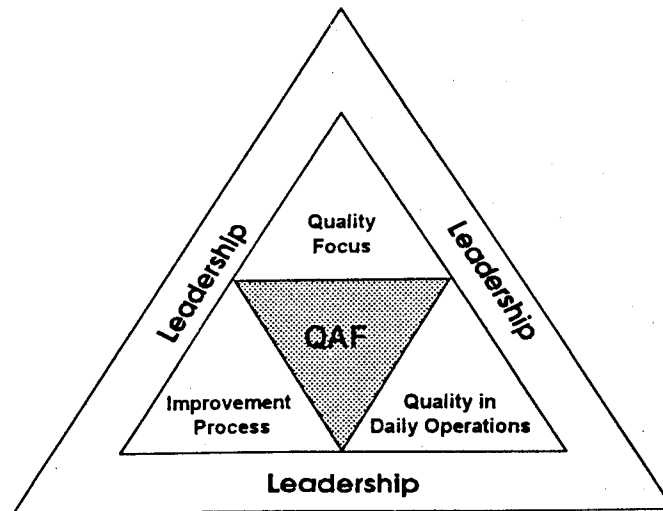 Quality
Focus
Leadership
Leadership
QAF
Improvement
Process
Quality in
Daily Operations
Leadership